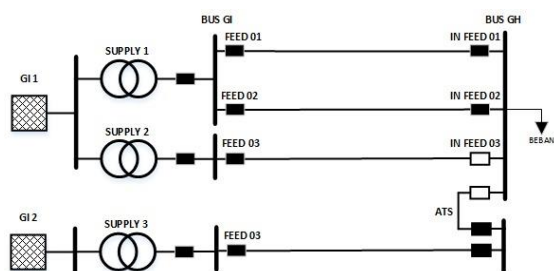 BUS GI
BUS GH
FEED 01
IN FEED 01
SUPPLY 1
GI 1
FEED 02
IN FEED 02
BEBAN
SUPPLY 2
FEED 03
IN FEED 03
ATS
SUPPLY 3
FEED 03
GI 2